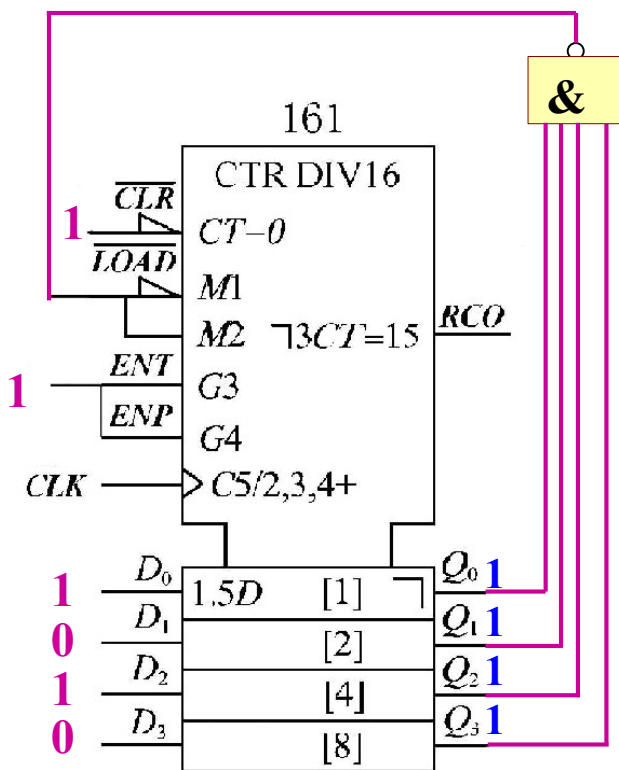 &
161
CTR DIV16
CLR
1
CT-0
LOAD
M1
M2
⅂3CT=15
RCO
ENT
1
G3
ENP
G4
CLK
C5/2,3,4+
D₀
1
1,5D
[1]
Q₀
1
D₁
0
[2]
Q₁
1
D₂
1
[4]
Q₂
1
D₃
0
[8]
Q₃
1